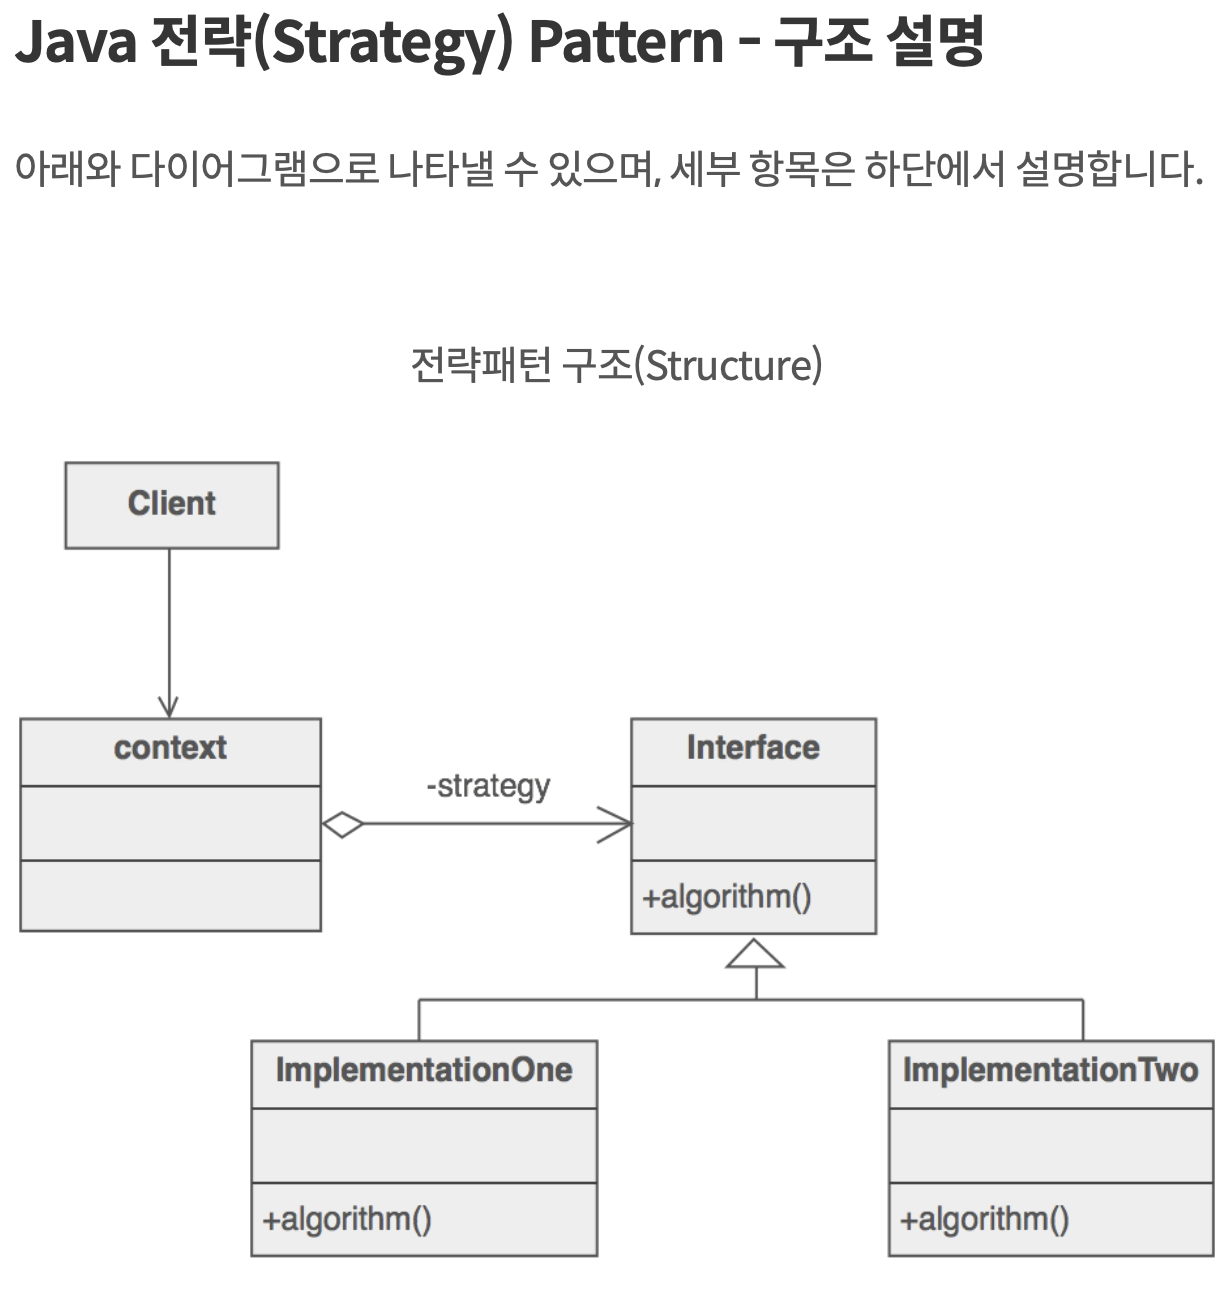 Java 전략(Strategy) Pattern - 구조 설명
아래와 다이어그램으로 나타낼 수 있으며, 세부 항목은 하단에서 설명합니다.
전략패턴 구조(Structure)
Client
context
-strategy
Interface
+algorithm()
ImplementationOne
+algorithm()
ImplementationTwo
+algorithm()